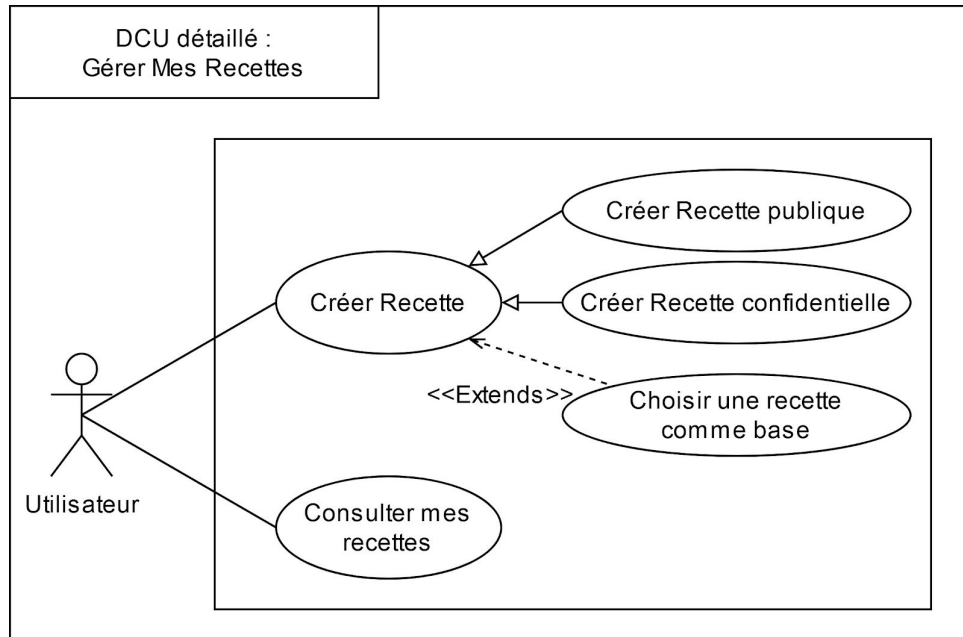 DCU détaillé :
Gérer Mes Recettes
Créer Recette publique
Créer Recette
Créer Recette confidentielle
<<Extends>>
Choisir une recette
comme base
Utilisateur
Consulter mes
recettes